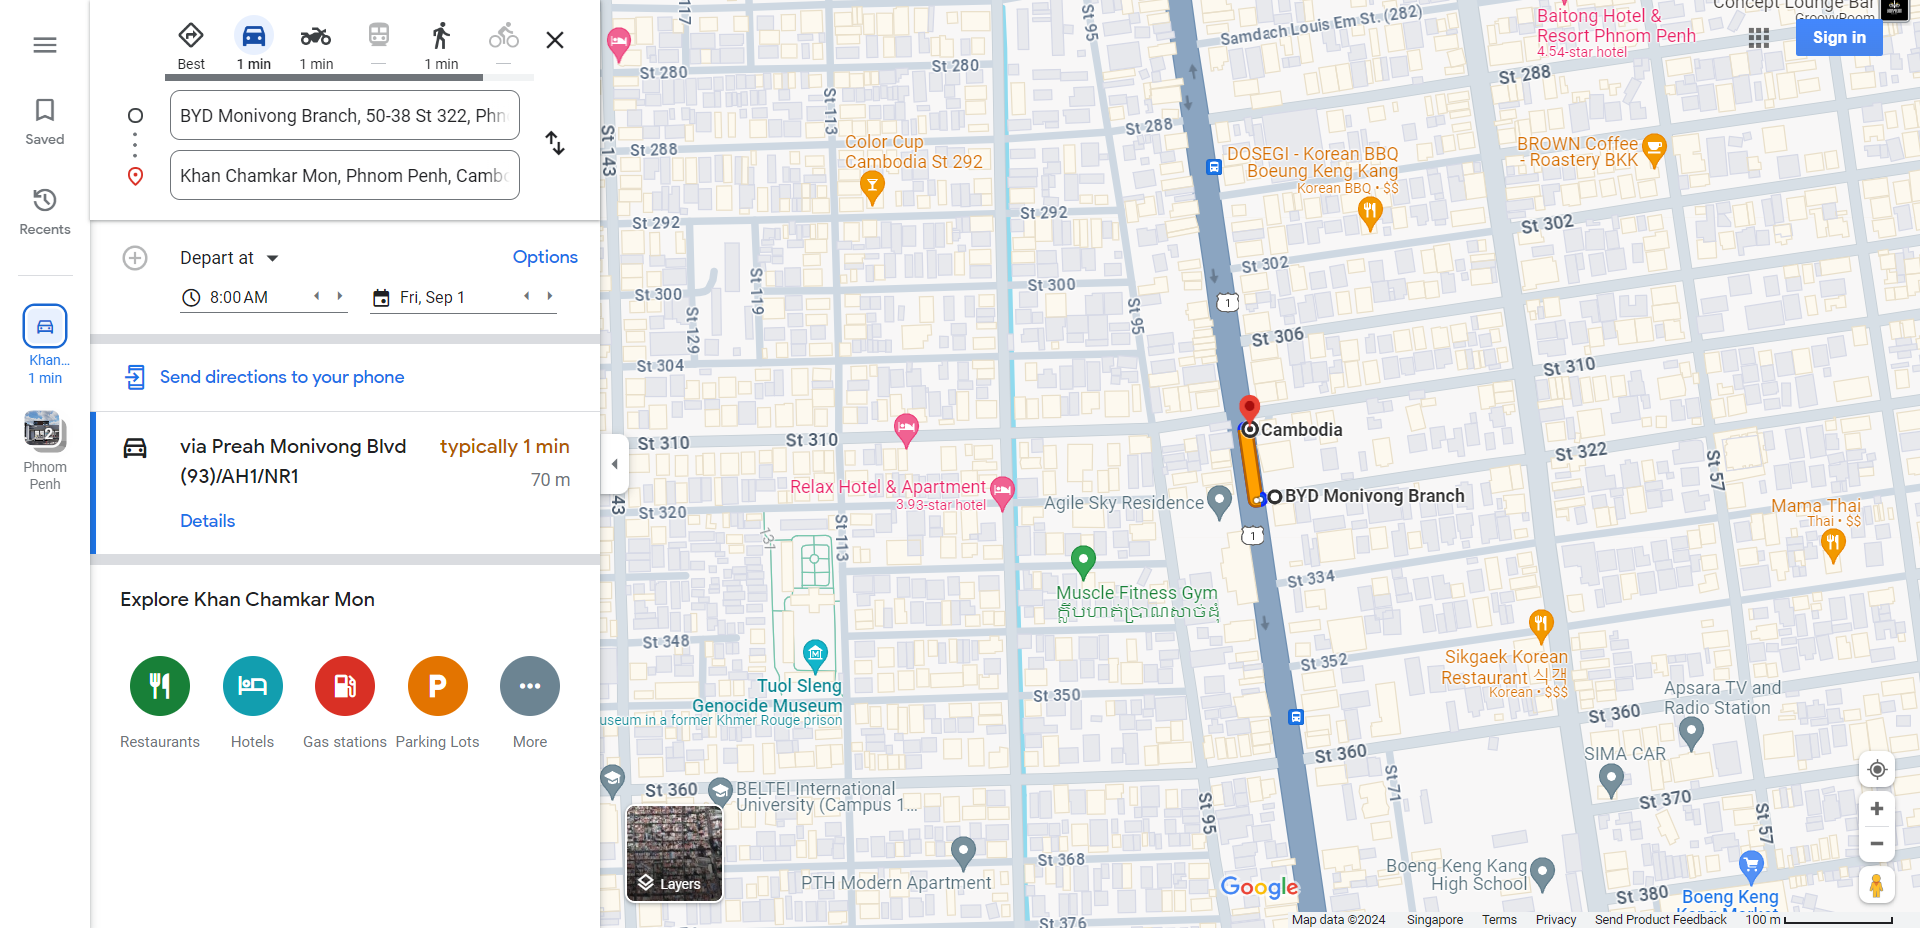 Best
1 min
1 min
—
1 min
—
Saved
Recents
Khan...
1 min
2
Phnom
Penh
BYD Monivong Branch, 50-38 St 322, Phn
Khan Chamkar Mon, Phnom Penh, Camb
Depart at
Options
8:00 AM
Fri, Sep 1
Send directions to your phone
via Preah Monivong Blvd
(93)/AH1/NR1
typically 1 min
70 m
Details
Explore Khan Chamkar Mon
Restaurants
Hotels
Gas stations
Parking Lots
P
More
Sign in
Concept Lounge Bar
GroovyRoom
Baitong Hotel &
Resort Phnom Penh
4.54-star hotel
Samdach Louis Em St. (282)
117
St 95
St 280
St 280
St 288
St 113
St 143
St 288
St 288
Color Cup
Cambodia St 292
DOSEGI - Korean BBQ
Boeung Keng Kang
Korean BBQ • $$
BROWN Coffee
- Roastery BKK
St 292
St 292
St 302
St 302
St 300
St 300
St 119
St 129
St 95
1
St 306
St 304
St 310
St 310
St 310
Cambodia
St 322
St 57
BYD Monivong Branch
Relax Hotel & Apartment
3.93-star hotel
Agile Sky Residence
43
St 320
St 113
131
1
Mama Thai
Thai • $$
St 334
Muscle Fitness Gym
ក្លឹបហាត់ប្រាណសាច់ដុំ
St 348
St 352
Sikgaek Korean
Restaurant 식객
Korean • $$$
Tuol Sleng
Genocide Museum
useum in a former Khmer Rouge prison
St 350
Apsara TV and
Radio Station
St 360
St 360
SIMA CAR
St 71
St 370
St 57
St 360
BELTEI International
University (Campus 1...
St 95
Layers
PTH Modern Apartment
St 368
Boeng Keng Kang
High School
St 380
Boeng Keng
Kang Market
St 376
Google
Map data ©2024
Singapore
Terms
Privacy
Send Product Feedback
100 m